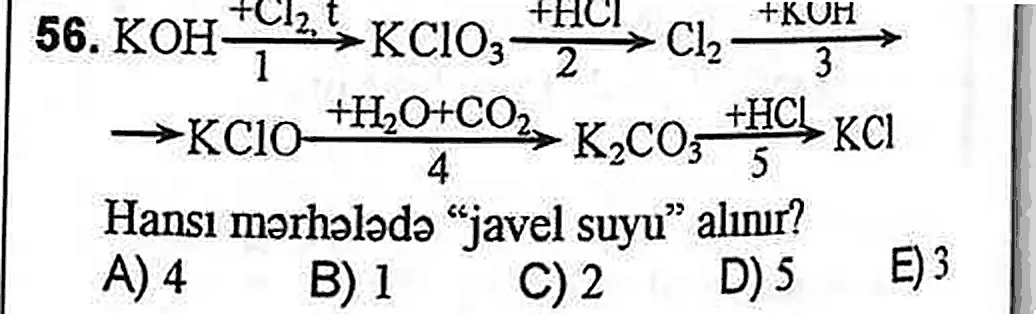 56. KOH +Cl₂, t → 1 KClO₃ +HCl → 2 Cl₂ +KOH → 3
→ KClO +H₂O+CO₂ → 4 K₂CO₃ +HCl → 5 KCl
Hansı mərhələdə “javel suyu” alınır?
A) 4 B) 1 C) 2 D) 5 E) 3